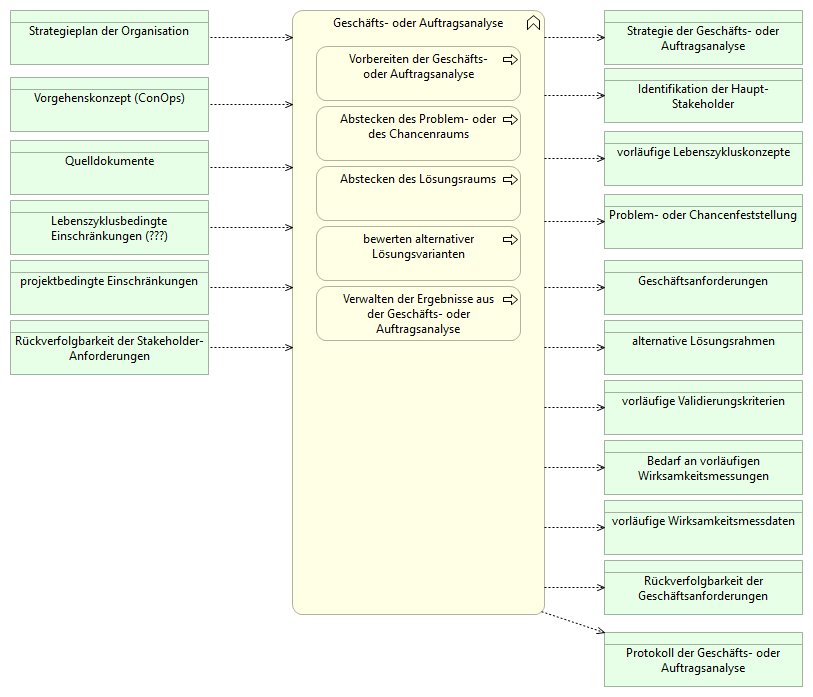 Strategieplan der Organisation
Vorgehenskonzept (ConOps)
Quelldokumente
Lebenszyklusbedingte
Einschränkungen (???)
projektbedingte Einschränkungen
Rückverfolgbarkeit der Stakeholder-
Anforderungen
Geschäfts- oder Auftragsanalyse
Vorbereiten der Geschäfts-
oder Auftragsanalyse
Abstecken des Problem- oder
des Chancenraums
Abstecken des Lösungsraums
bewerten alternativer
Lösungsvarianten
Verwalten der Ergebnisse aus
der Geschäfts- oder
Auftragsanalyse
Strategie der Geschäfts- oder
Auftragsanalyse
Identifikation der Haupt-
Stakeholder
vorläufige Lebenszykluskonzepte
Problem- oder Chancenfeststellung
Geschäftsanforderungen
alternative Lösungsrahmen
vorläufige Validierungskriterien
Bedarf an vorläufigen
Wirksamkeitsmessungen
vorläufige Wirksamkeitsmessdaten
Rückverfolgbarkeit der
Geschäftsanforderungen
Protokoll der Geschäfts- oder
Auftragsanalyse